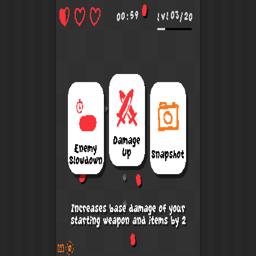 00:59
LVL 03/20
Enemy
Slowdown
Damage
Up
Snapshot
Increases base damage of your
starting weapon and items by 2